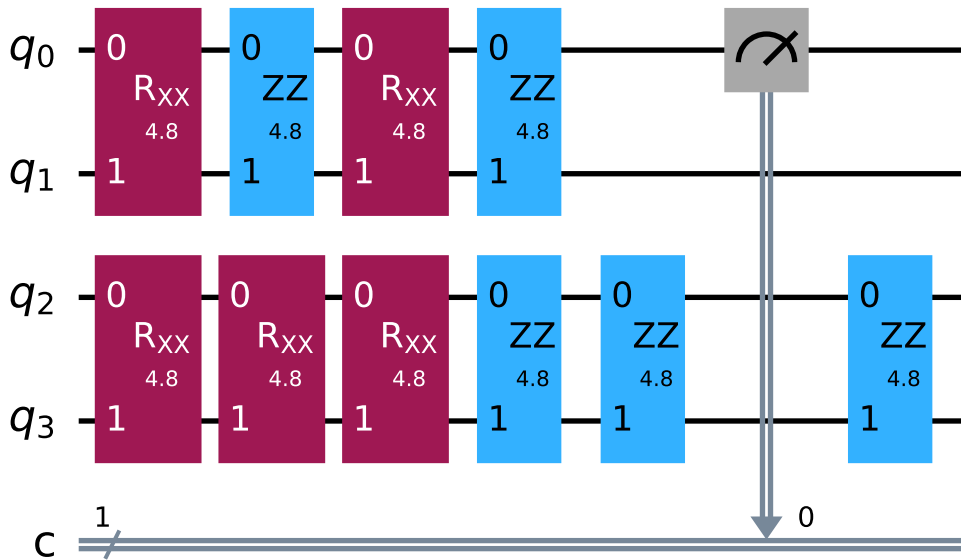 q0 0 RXX 4.8 1 0 ZZ 4.8 1 0 RXX 4.8 1 0 ZZ 4.8 1
q1
q2 0 RXX 4.8 1 0 RXX 4.8 1 0 RXX 4.8 1 0 ZZ 4.8 1 0 ZZ 4.8 1 0 ZZ 4.8 1
q3
c 1 0